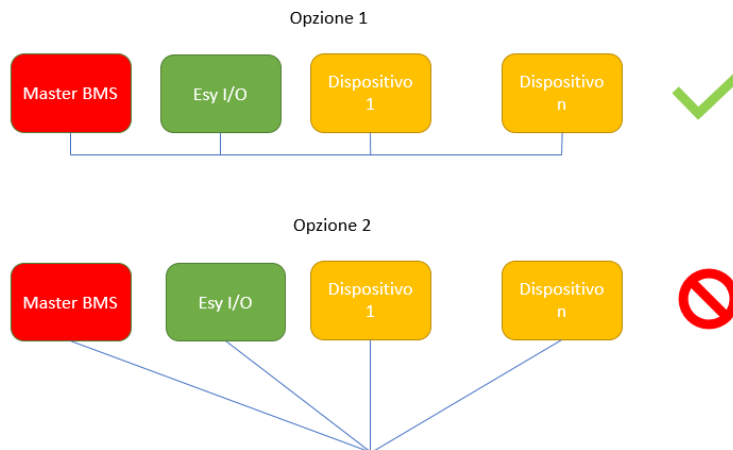 Opzione 1
Master BMS
Esy I/O
Dispositivo
1
Dispositivo
n
Opzione 2
Master BMS
Esy I/O
Dispositivo
1
Dispositivo
n